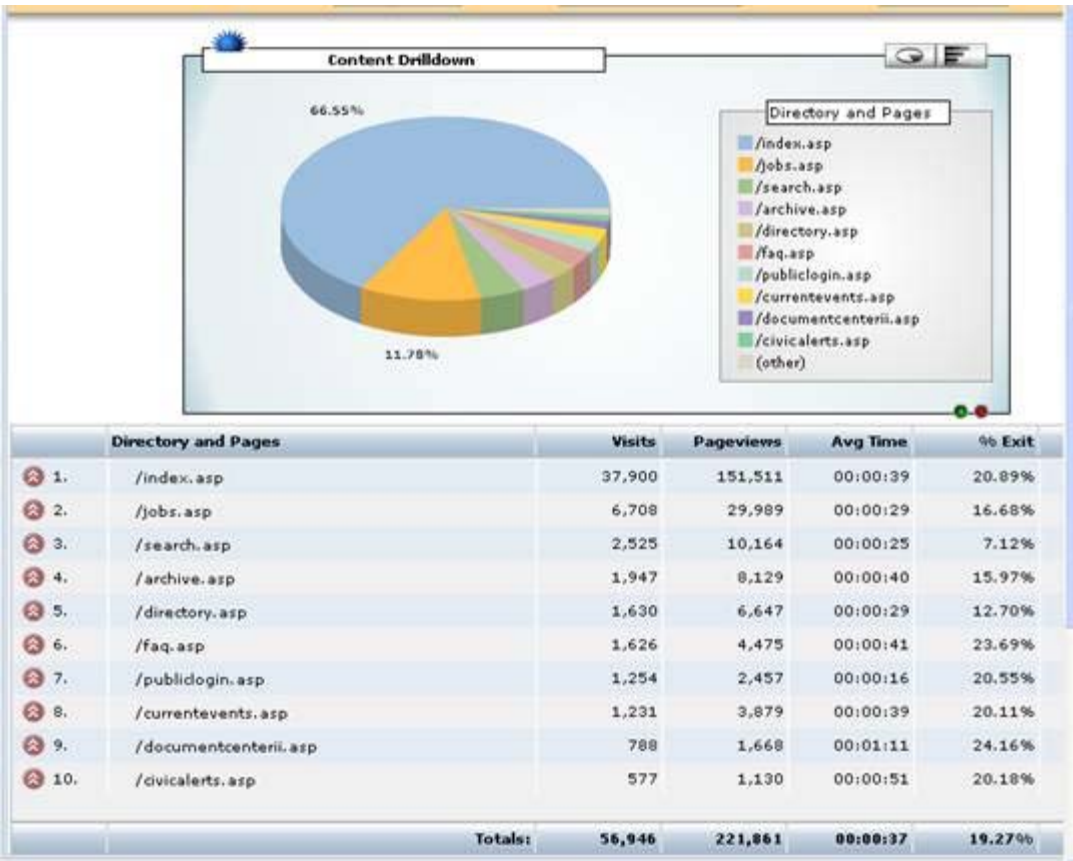 Content Drilldown
66.55%
11.78%
Directory and Pages
/index.asp
/jobs.asp
/search.asp
/archive.asp
/directory.asp
/faq.asp
/publiclogin.asp
/currentevents.asp
/documentcenterii.asp
/civicalerts.asp
(other)
Directory and Pages Visits Pageviews Avg Time % Exit
1. /index.asp 37,900 151,511 00:00:39 20.89%
2. /jobs.asp 6,708 29,989 00:00:29 16.68%
3. /search.asp 2,525 10,164 00:00:25 7.12%
4. /archive.asp 1,947 8,129 00:00:40 15.97%
5. /directory.asp 1,630 6,647 00:00:29 12.70%
6. /faq.asp 1,626 4,475 00:00:41 23.69%
7. /publiclogin.asp 1,254 2,457 00:00:16 20.55%
8. /currentevents.asp 1,231 3,879 00:00:39 20.11%
9. /documentcenterii.asp 788 1,668 00:01:11 24.16%
10. /civicalerts.asp 577 1,130 00:00:51 20.18%
Totals: 56,946 221,861 00:00:37 19.27%